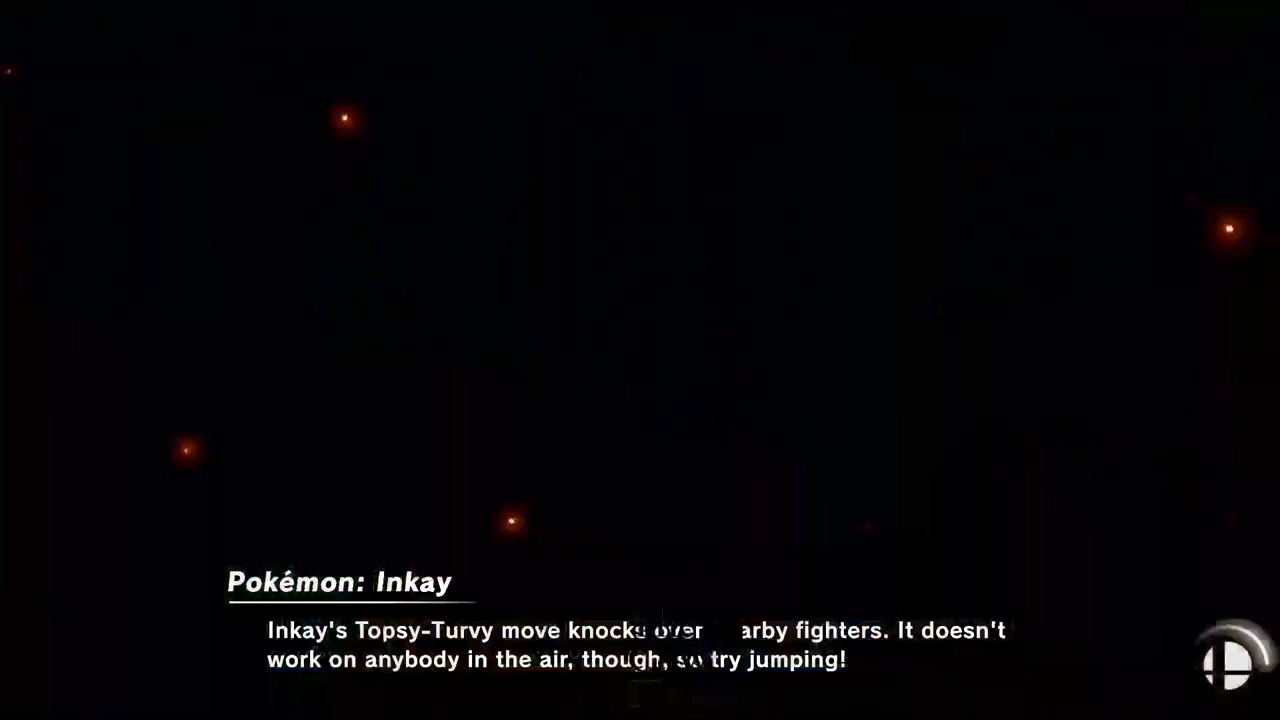 Pokémon: Inkay
Inkay's Topsy-Turvy move knocks over arby fighters. It doesn't
work on anybody in the air, though, so try jumping!